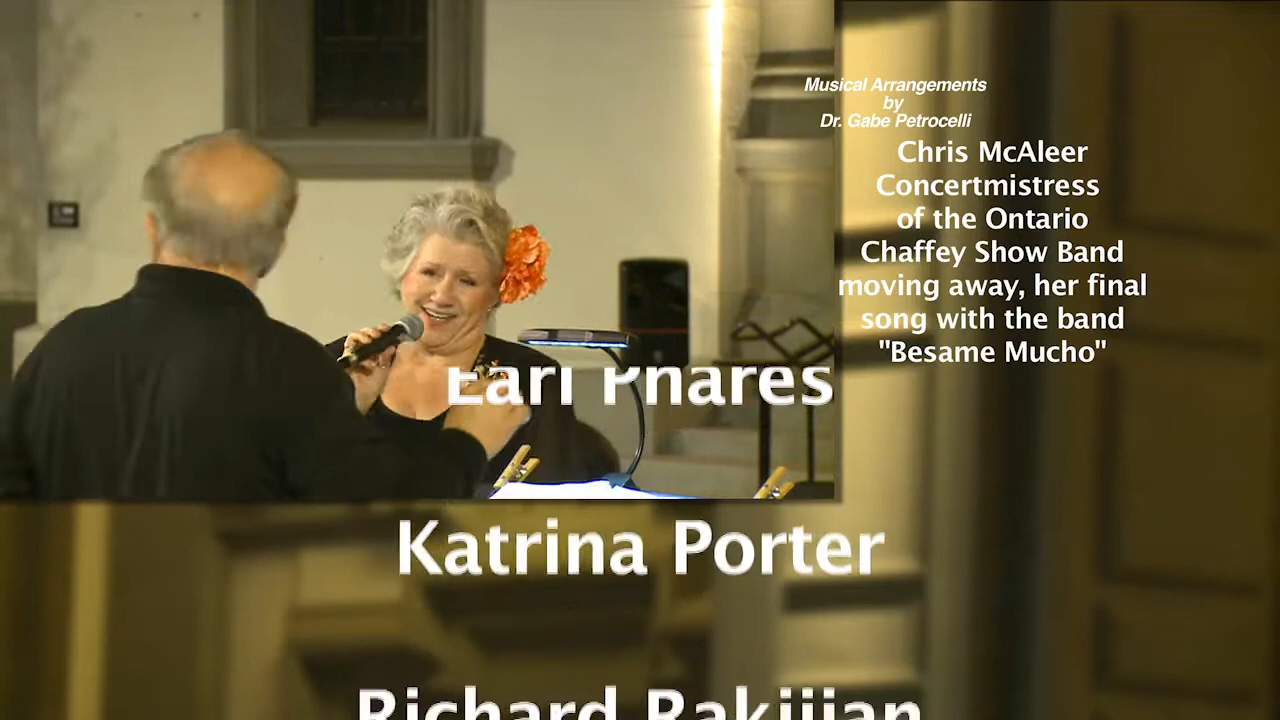 Musical Arrangements
by
Dr. Gabe Petrocelli
Chris McAleer
Concertmistress
of the Ontario
Chaffey Show Band
moving away, her final
song with the band
"Besame Mucho"
Earl Phares
Katrina Porter
Richard